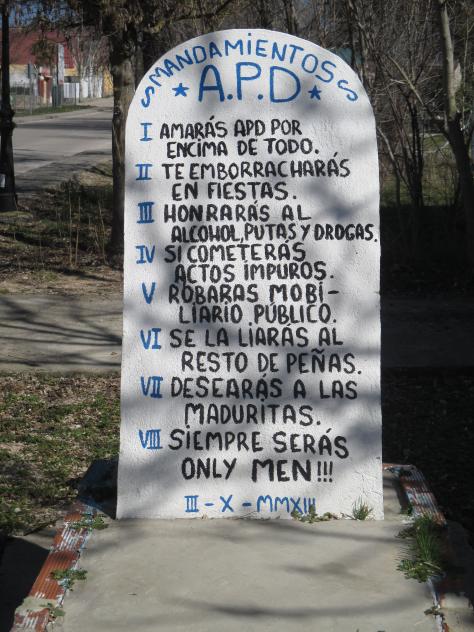 MANDAMIENTOS
★ A.P.D ★
I AMARÁS APD POR
ENCIMA DE TODO.
II TE EMBORRACHARÁS
EN FIESTAS.
III HONRARÁS AL
ALCOHOL, PUTAS Y DROGAS.
IV SI COMETERÁS
ACTOS IMPUROS.
V ROBARAS MOBI-
LIARIO PÚBLICO.
VI SE LA LIARÁS AL
RESTO DE PEÑAS.
VII DESEARÁS A LAS
MADURITAS.
VIII SIEMPRE SERÁS
ONLY MEN!!!
III-X-MMXIII